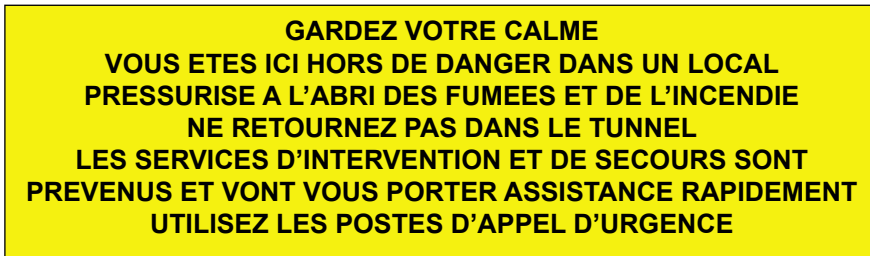 GARDEZ VOTRE CALME
VOUS ETES ICI HORS DE DANGER DANS UN LOCAL
PRESSURISE A L’ABRI DES FUMEES ET DE L’INCENDIE
NE RETOURNEZ PAS DANS LE TUNNEL
LES SERVICES D’INTERVENTION ET DE SECOURS SONT
PREVENUS ET VONT VOUS PORTER ASSISTANCE RAPIDEMENT
UTILISEZ LES POSTES D’APPEL D’URGENCE